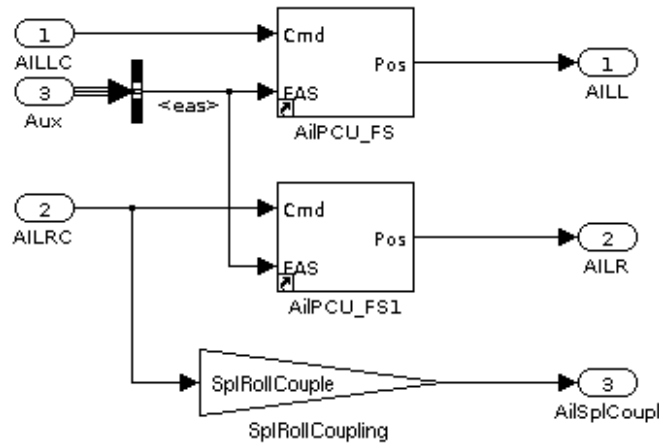 1
AILLC
3
Aux
<eas>
Cmd
EAS
Pos
AilPCU_FS
1
AILL
2
AILRC
Cmd
EAS
Pos
AilPCU_FS1
2
AILR
SplRollCouple
SplRollCoupling
3
AilSplCoupl